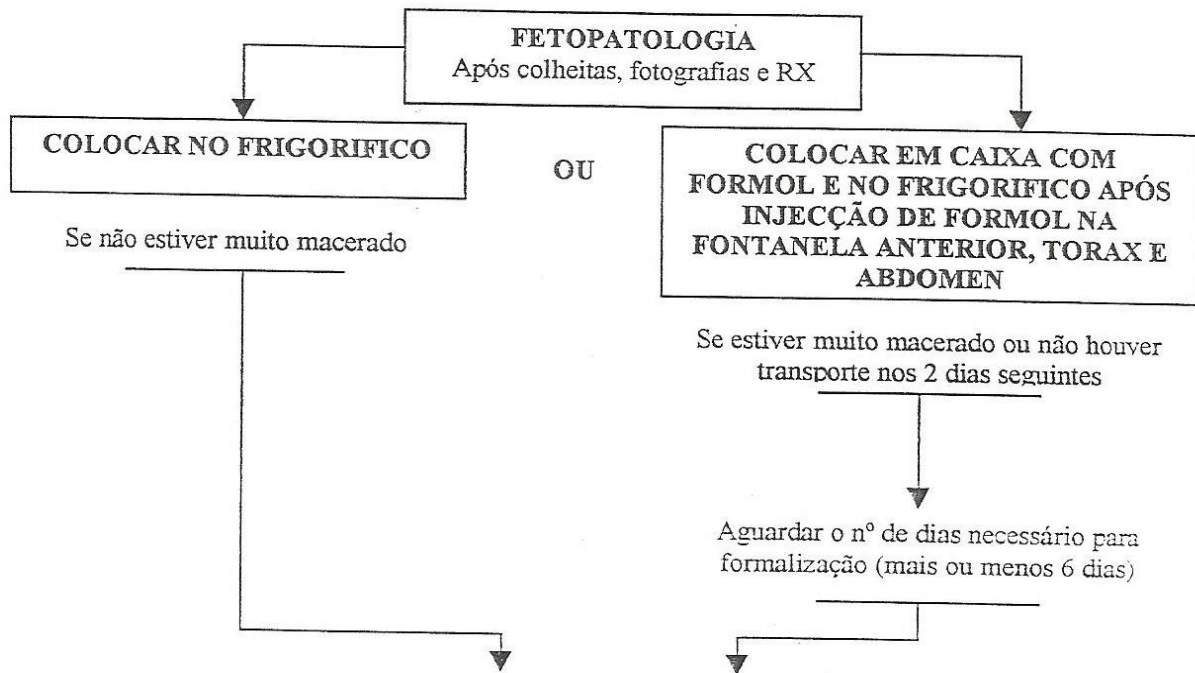 FETOPATOLOGIA
Após colheitas, fotografias e RX
COLOCAR NO FRIGORIFICO
OU
COLOCAR EM CAIXA COM
FORMOL E NO FRIGORIFICO APÓS
INJECÇÃO DE FORMOL NA
FONTANELA ANTERIOR, TORAX E
ABDOMEN
Se não estiver muito macerado
Se estiver muito macerado ou não houver
transporte nos 2 dias seguintes
Aguardar o nº de dias necessário para
formalização (mais ou menos 6 dias)